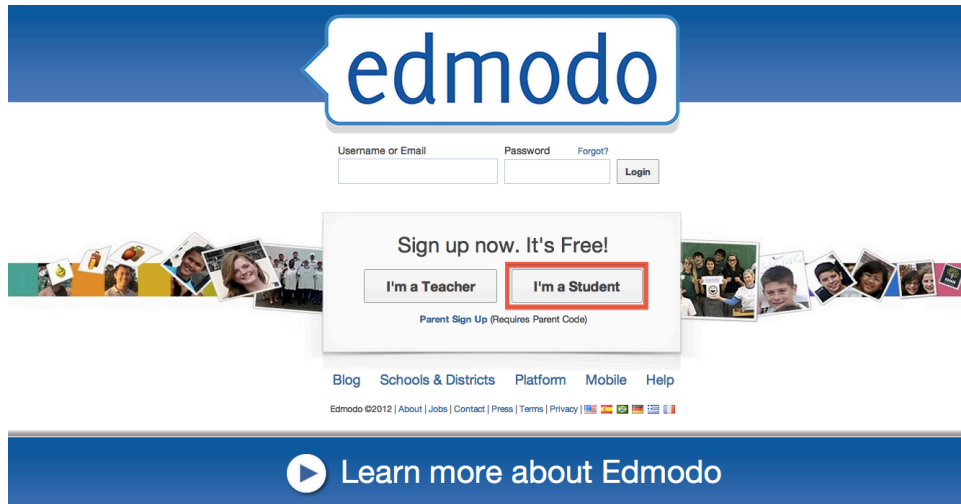 edmodo
Username or Email Password Forgot?
Login
Sign up now. It's Free!
I'm a Teacher I'm a Student
Parent Sign Up (Requires Parent Code)
Blog Schools & Districts Platform Mobile Help
Edmodo ©2012 | About | Jobs | Contact | Press | Terms | Privacy |
Learn more about Edmodo